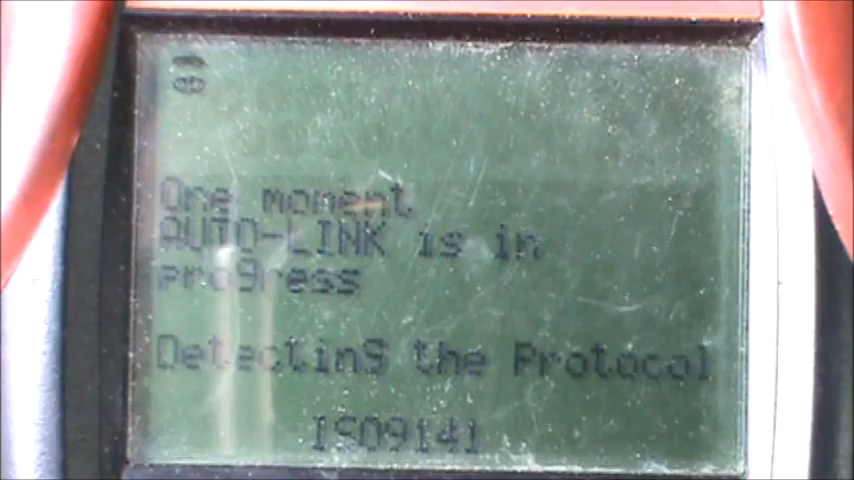 One moment
AUTO-LINK is in
progress
Detecting the Protocol
ISO9141